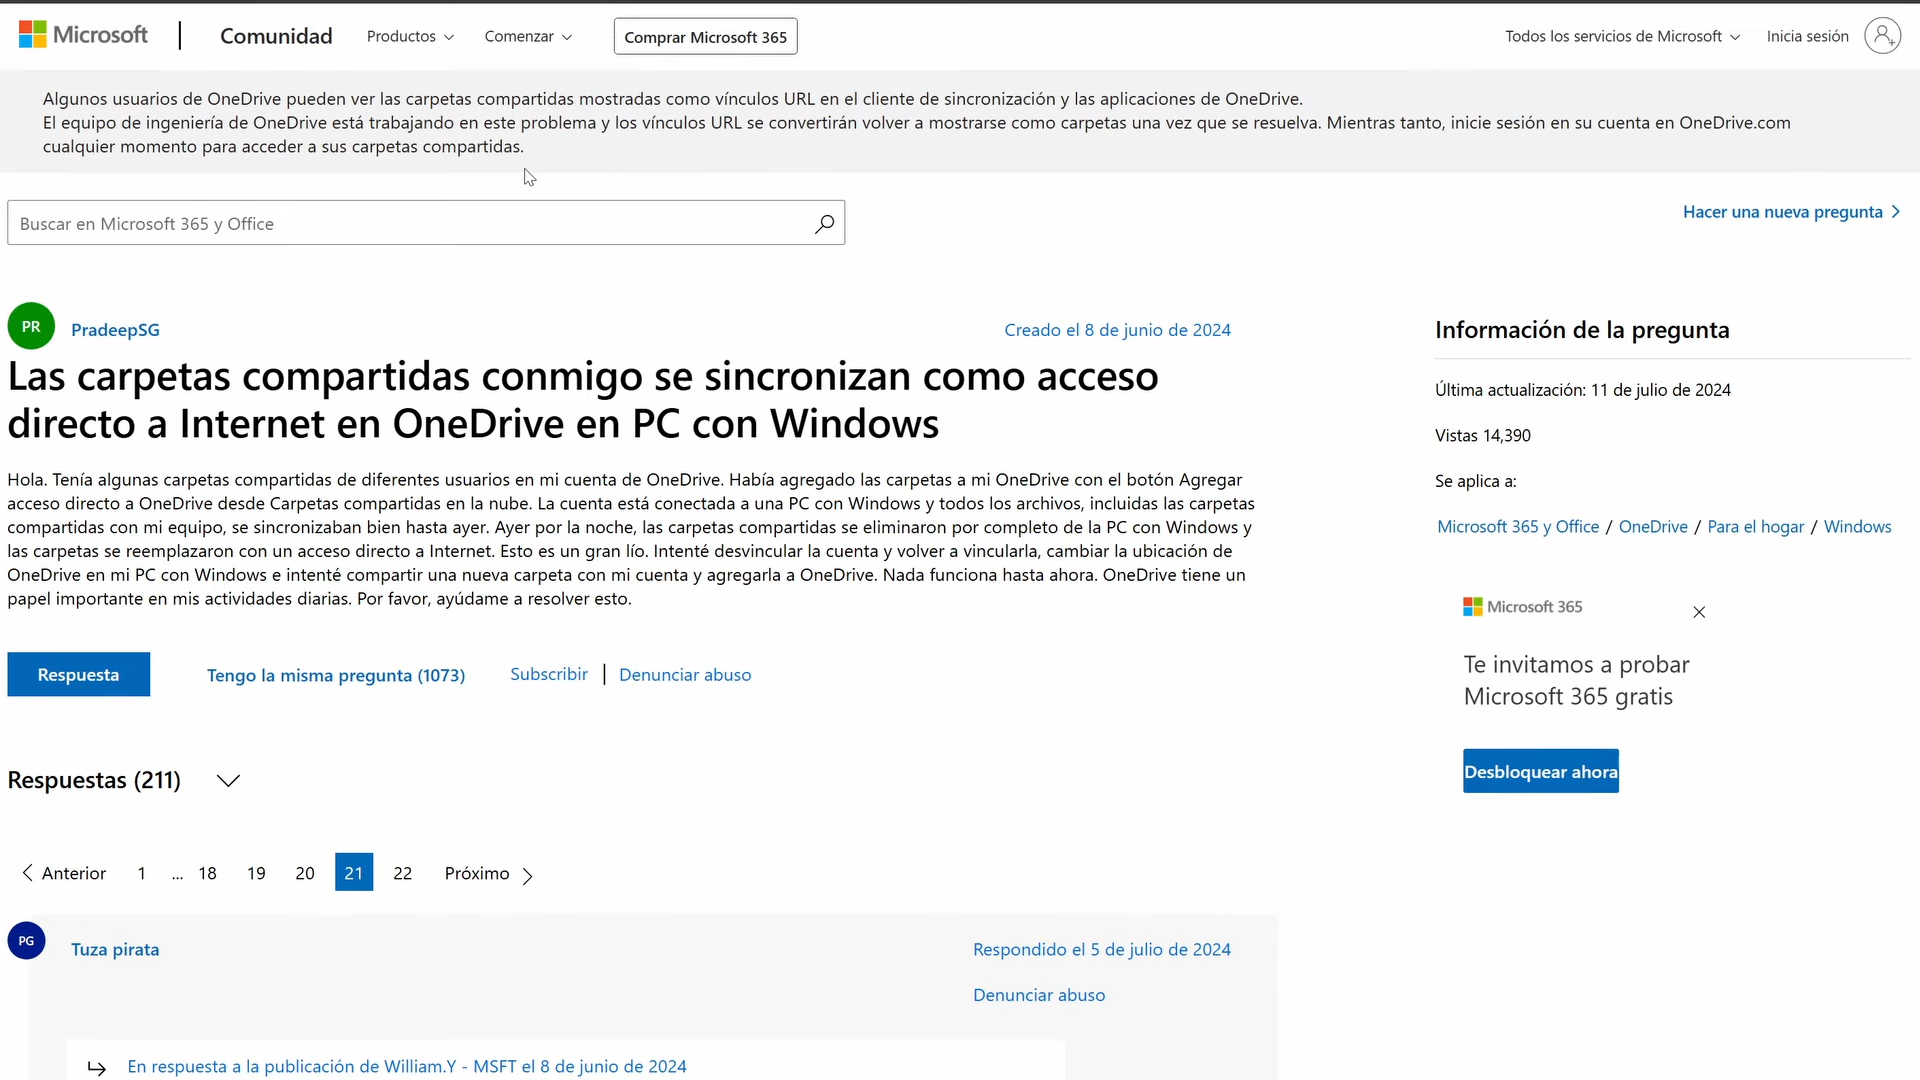 Microsoft
Comunidad
Productos
Comenzar
Comprar Microsoft 365
Todos los servicios de Microsoft
Inicia sesión
Algunos usuarios de OneDrive pueden ver las carpetas compartidas mostradas como vínculos URL en el cliente de sincronización y las aplicaciones de OneDrive.
El equipo de ingeniería de OneDrive está trabajando en este problema y los vínculos URL se convertirán volver a mostrarse como carpetas una vez que se resuelva. Mientras tanto, inicie sesión en su cuenta en OneDrive.com
cualquier momento para acceder a sus carpetas compartidas.
Buscar en Microsoft 365 y Office
Hacer una nueva pregunta
PR
PradeepSG
Creado el 8 de junio de 2024
Las carpetas compartidas conmigo se sincronizan como acceso
directo a Internet en OneDrive en PC con Windows
Hola. Tenía algunas carpetas compartidas de diferentes usuarios en mi cuenta de OneDrive. Había agregado las carpetas a mi OneDrive con el botón Agregar
acceso directo a OneDrive desde Carpetas compartidas en la nube. La cuenta está conectada a una PC con Windows y todos los archivos, incluidas las carpetas
compartidas con mi equipo, se sincronizaban bien hasta ayer. Ayer por la noche, las carpetas compartidas se eliminaron por completo de la PC con Windows y
las carpetas se reemplazaron con un acceso directo a Internet. Esto es un gran lío. Intenté desvincular la cuenta y volver a vincularla, cambiar la ubicación de
OneDrive en mi PC con Windows e intenté compartir una nueva carpeta con mi cuenta y agregarla a OneDrive. Nada funciona hasta ahora. OneDrive tiene un
papel importante en mis actividades diarias. Por favor, ayúdame a resolver esto.
Respuesta
Tengo la misma pregunta (1073)
Subscribir
Denunciar abuso
Información de la pregunta
Última actualización: 11 de julio de 2024
Vistas 14,390
Se aplica a:
Microsoft 365 y Office / OneDrive / Para el hogar / Windows
Microsoft 365
Te invitamos a probar
Microsoft 365 gratis
Desbloquear ahora
Respuestas (211)
Anterior 1 ... 18 19 20 21 22 Próximo
PG
Tuza pirata
Respondido el 5 de julio de 2024
Denunciar abuso
En respuesta a la publicación de William.Y - MSFT el 8 de junio de 2024